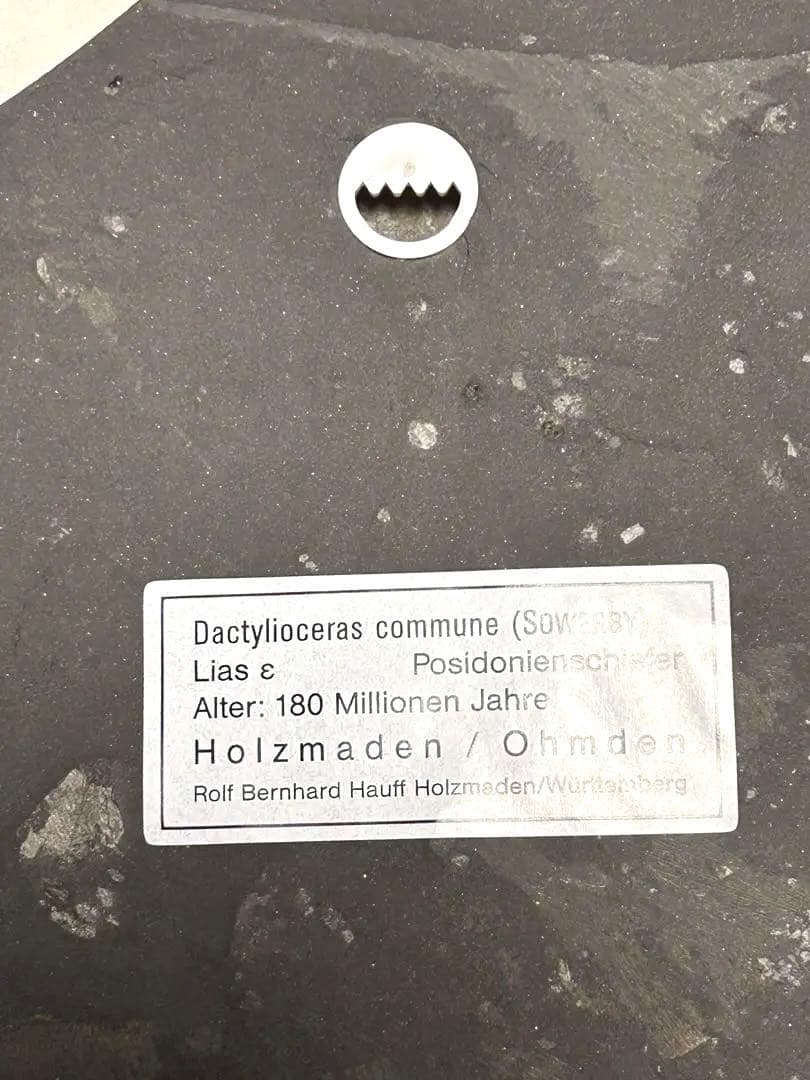 Dactylioceras commune (SOWERBY)
Lias ε Posidonienschiefer
Alter: 180 Millionen Jahre
Holzmaden / Ohmden
Rolf Bernhard Hauff Holzmaden/Württemberg